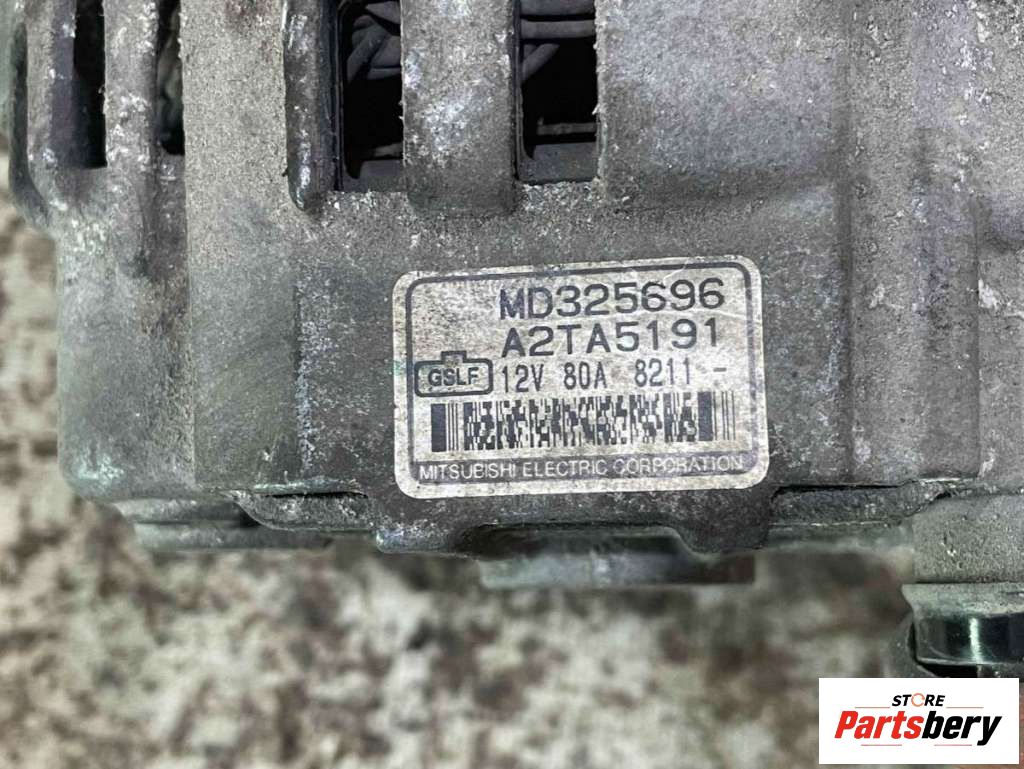 MD325696
A2TA5191
GSLF 12V 80A 8211 -
MITSUBISHI ELECTRIC CORPORATION
STORE
Partsbery